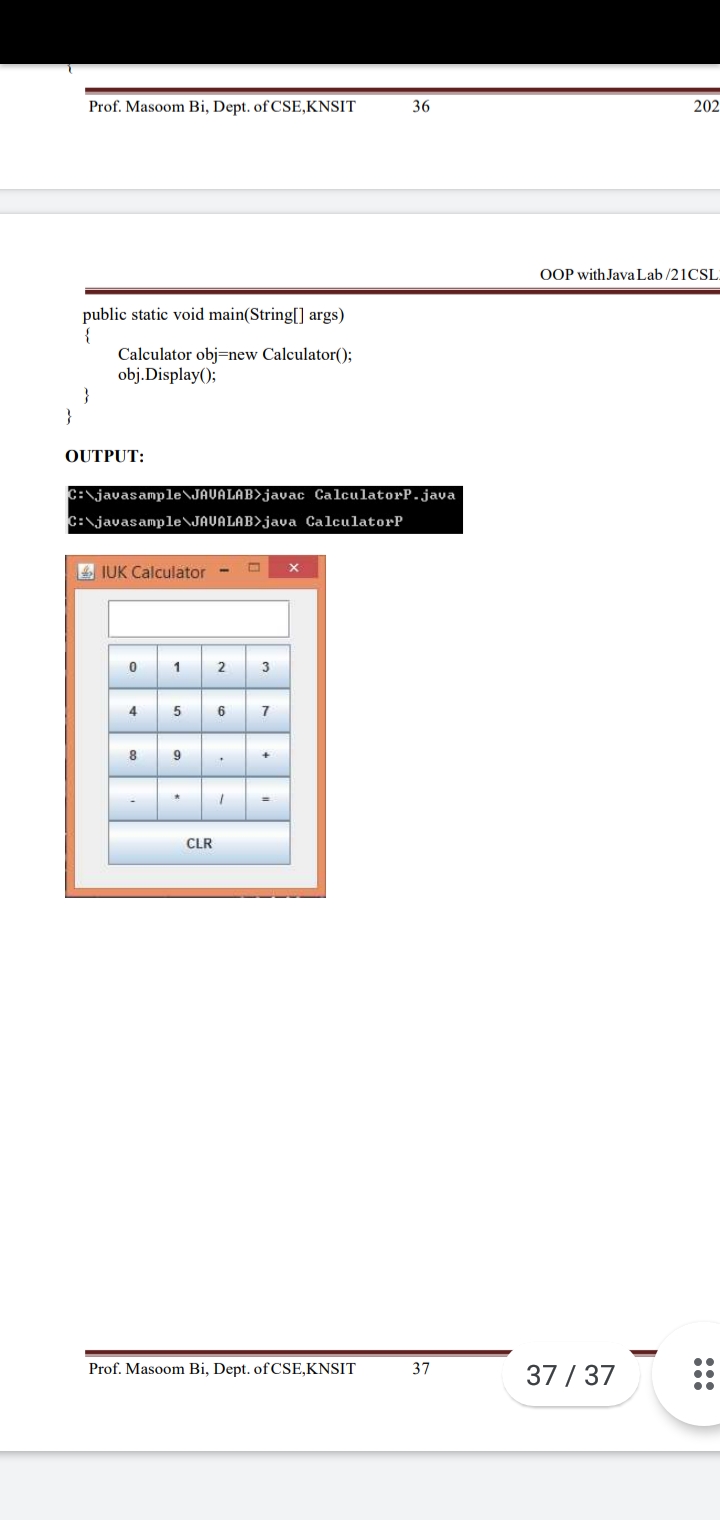 {
Prof. Masoom Bi, Dept. of CSE,KNSIT 36 202
OOP with Java Lab /21CSL
public static void main(String[] args)
{
Calculator obj=new Calculator();
obj.Display();
}
}
OUTPUT:
C:\javasample\JAVALAB>javac CalculatorP.java
C:\javasample\JAVALAB>java CalculatorP
IUK Calculator
0 1 2 3
4 5 6 7
8 9 . +
- * / =
CLR
Prof. Masoom Bi, Dept. of CSE,KNSIT 37
37 / 37